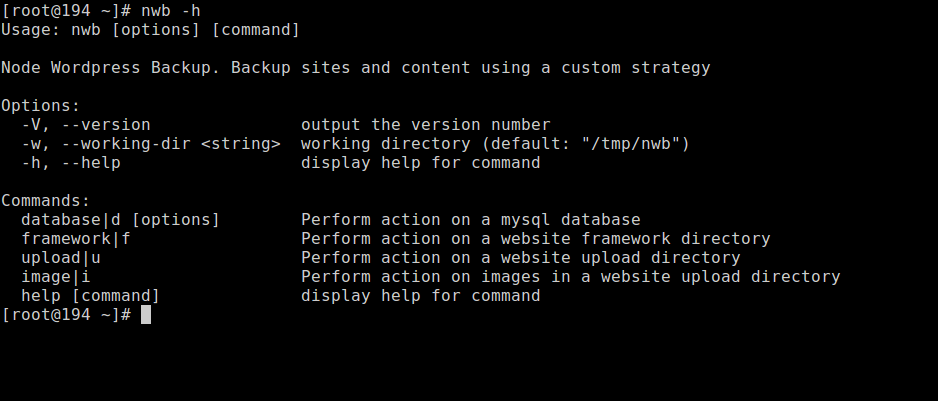 [root@194 ~]# nwb -h
Usage: nwb [options] [command]
Node Wordpress Backup. Backup sites and content using a custom strategy
Options:
  -V, --version               output the version number
  -w, --working-dir <string>  working directory (default: "/tmp/nwb")
  -h, --help                  display help for command
Commands:
  database|d [options]        Perform action on a mysql database
  framework|f                 Perform action on a website framework directory
  upload|u                    Perform action on a website upload directory
  image|i                     Perform action on images in a website upload directory
  help [command]              display help for command
[root@194 ~]#